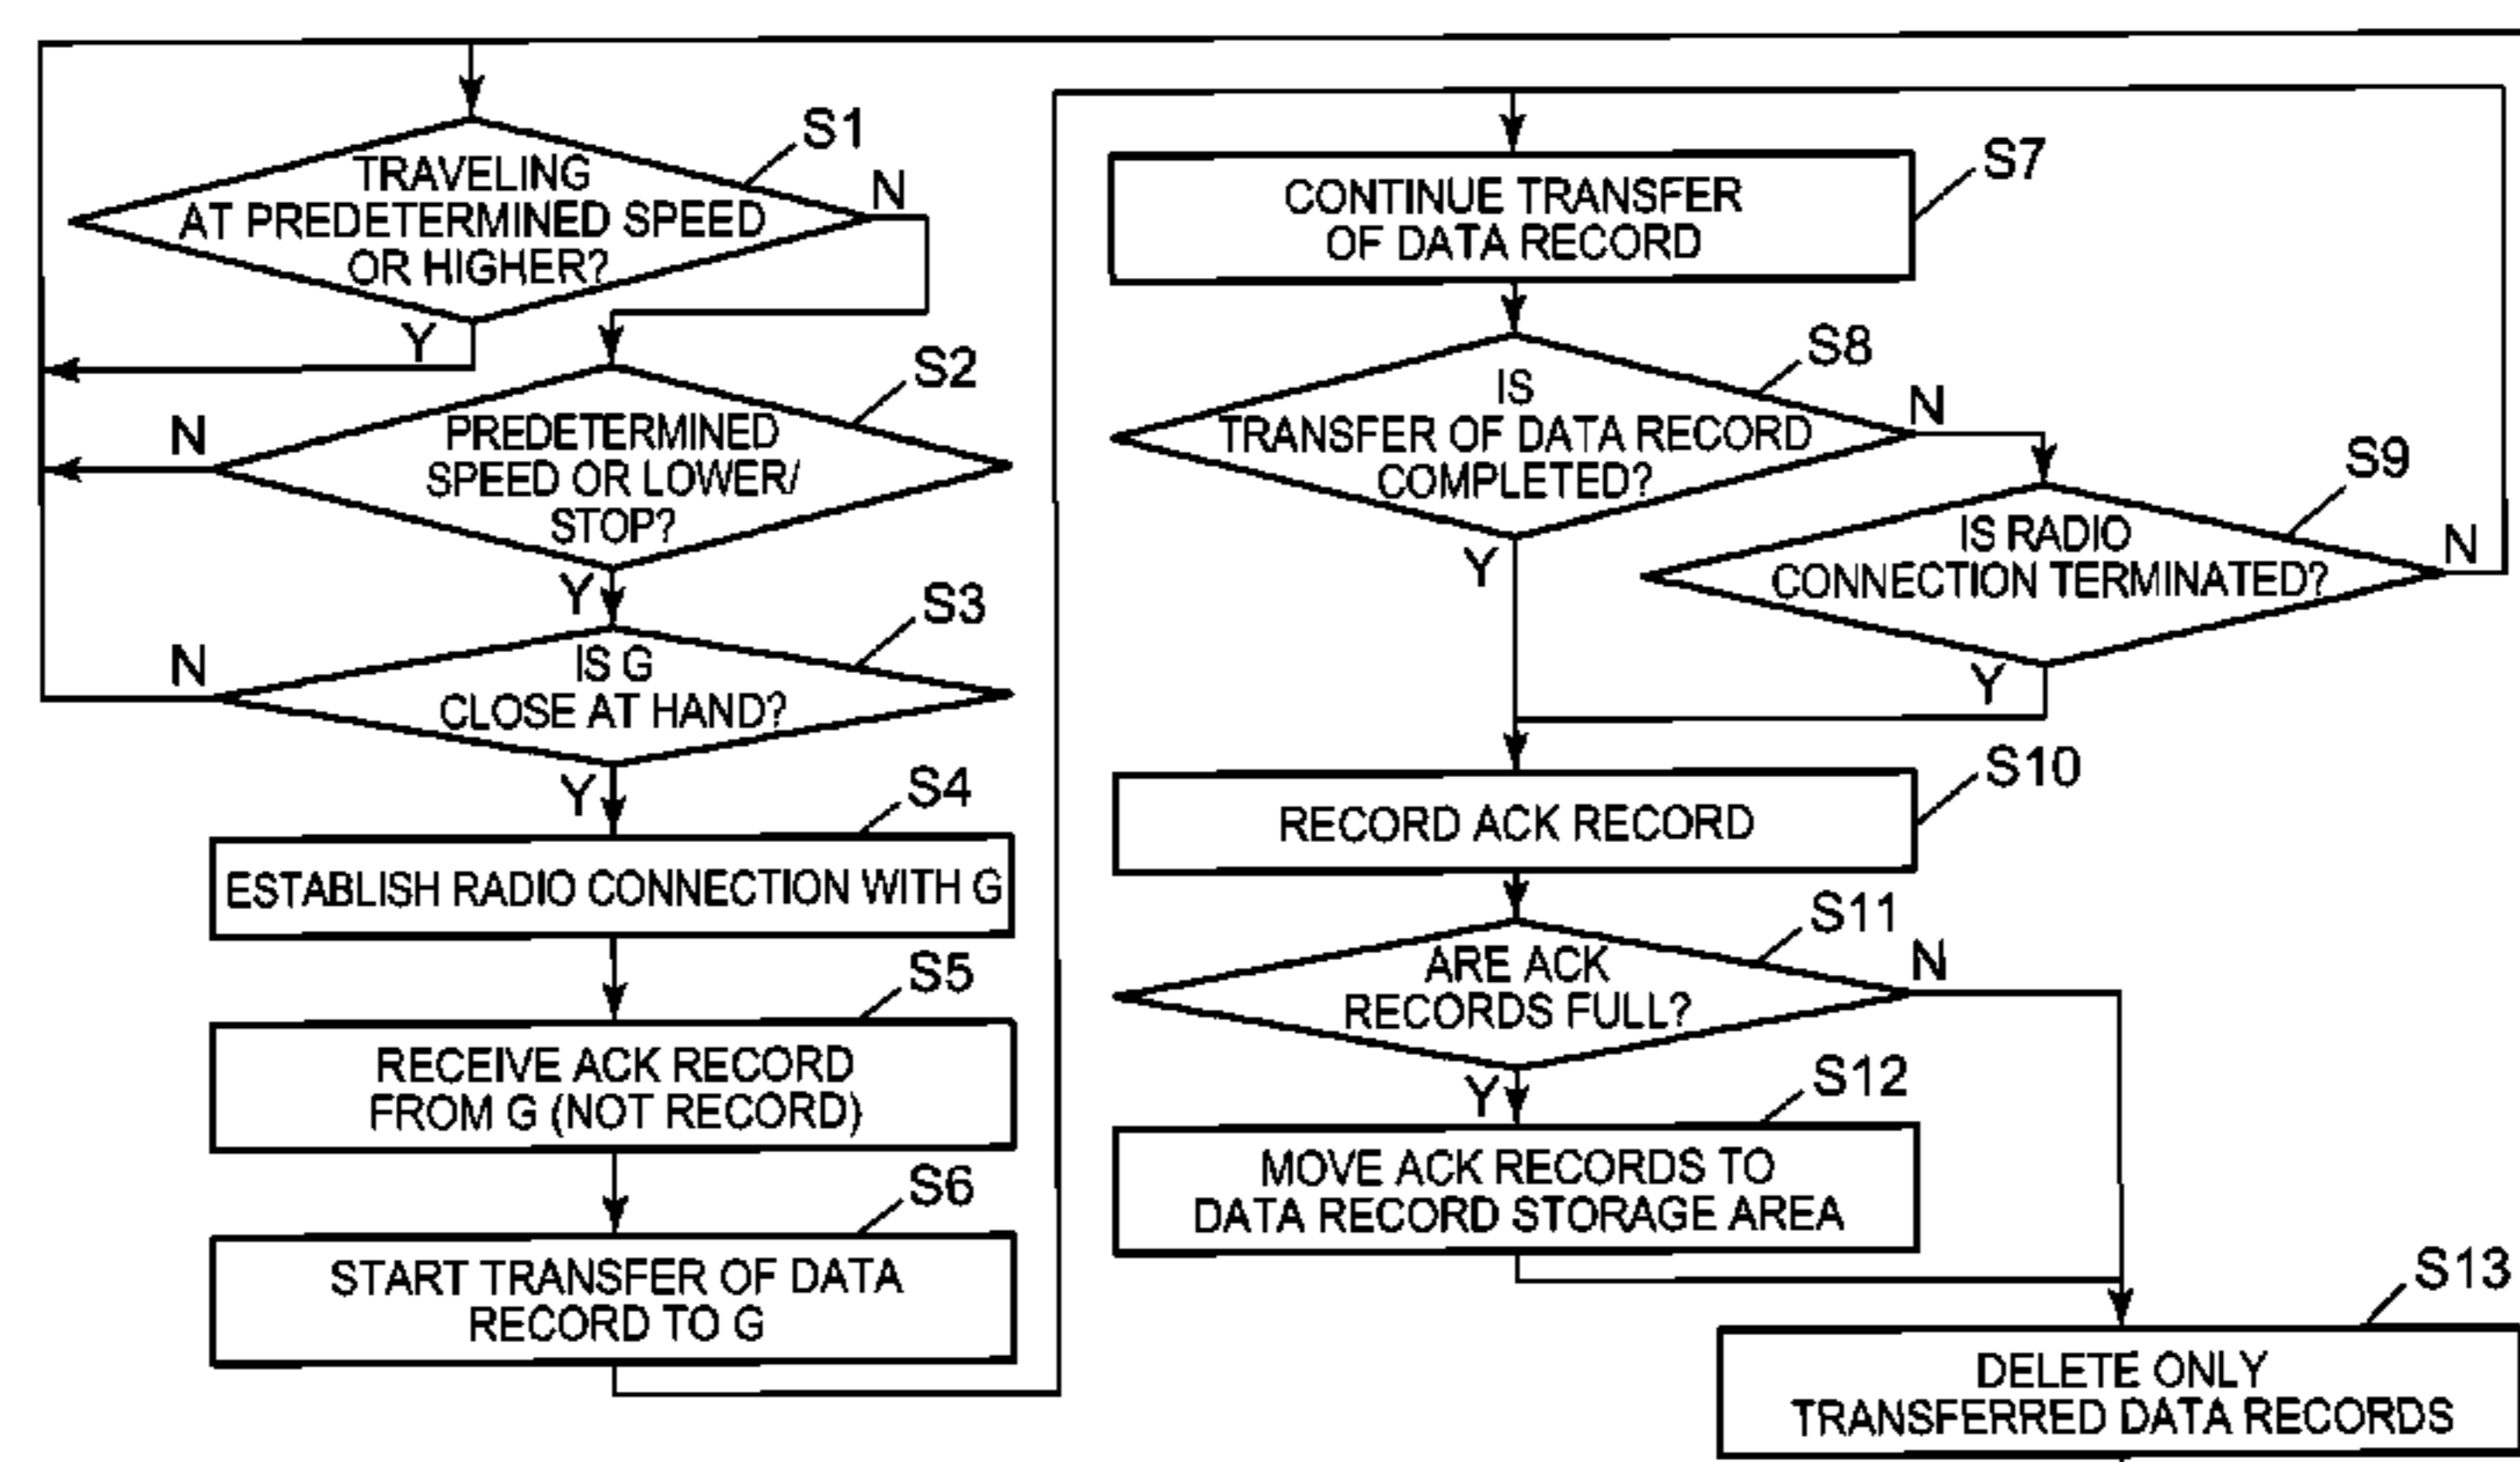 S1
TRAVELING
AT PREDETERMINED SPEED
OR HIGHER?
N
Y
S2
PREDETERMINED
SPEED OR LOWER/
STOP?
N
Y
S3
IS G
CLOSE AT HAND?
N
Y
S4
ESTABLISH RADIO CONNECTION WITH G
S5
RECEIVE ACK RECORD
FROM G (NOT RECORD)
S6
START TRANSFER OF DATA
RECORD TO G
S7
CONTINUE TRANSFER
OF DATA RECORD
S8
IS
TRANSFER OF DATA RECORD
COMPLETED?
N
Y
S9
IS RADIO
CONNECTION TERMINATED?
N
Y
S10
RECORD ACK RECORD
S11
ARE ACK
RECORDS FULL?
N
Y
S12
MOVE ACK RECORDS TO
DATA RECORD STORAGE AREA
S13
DELETE ONLY
TRANSFERRED DATA RECORDS